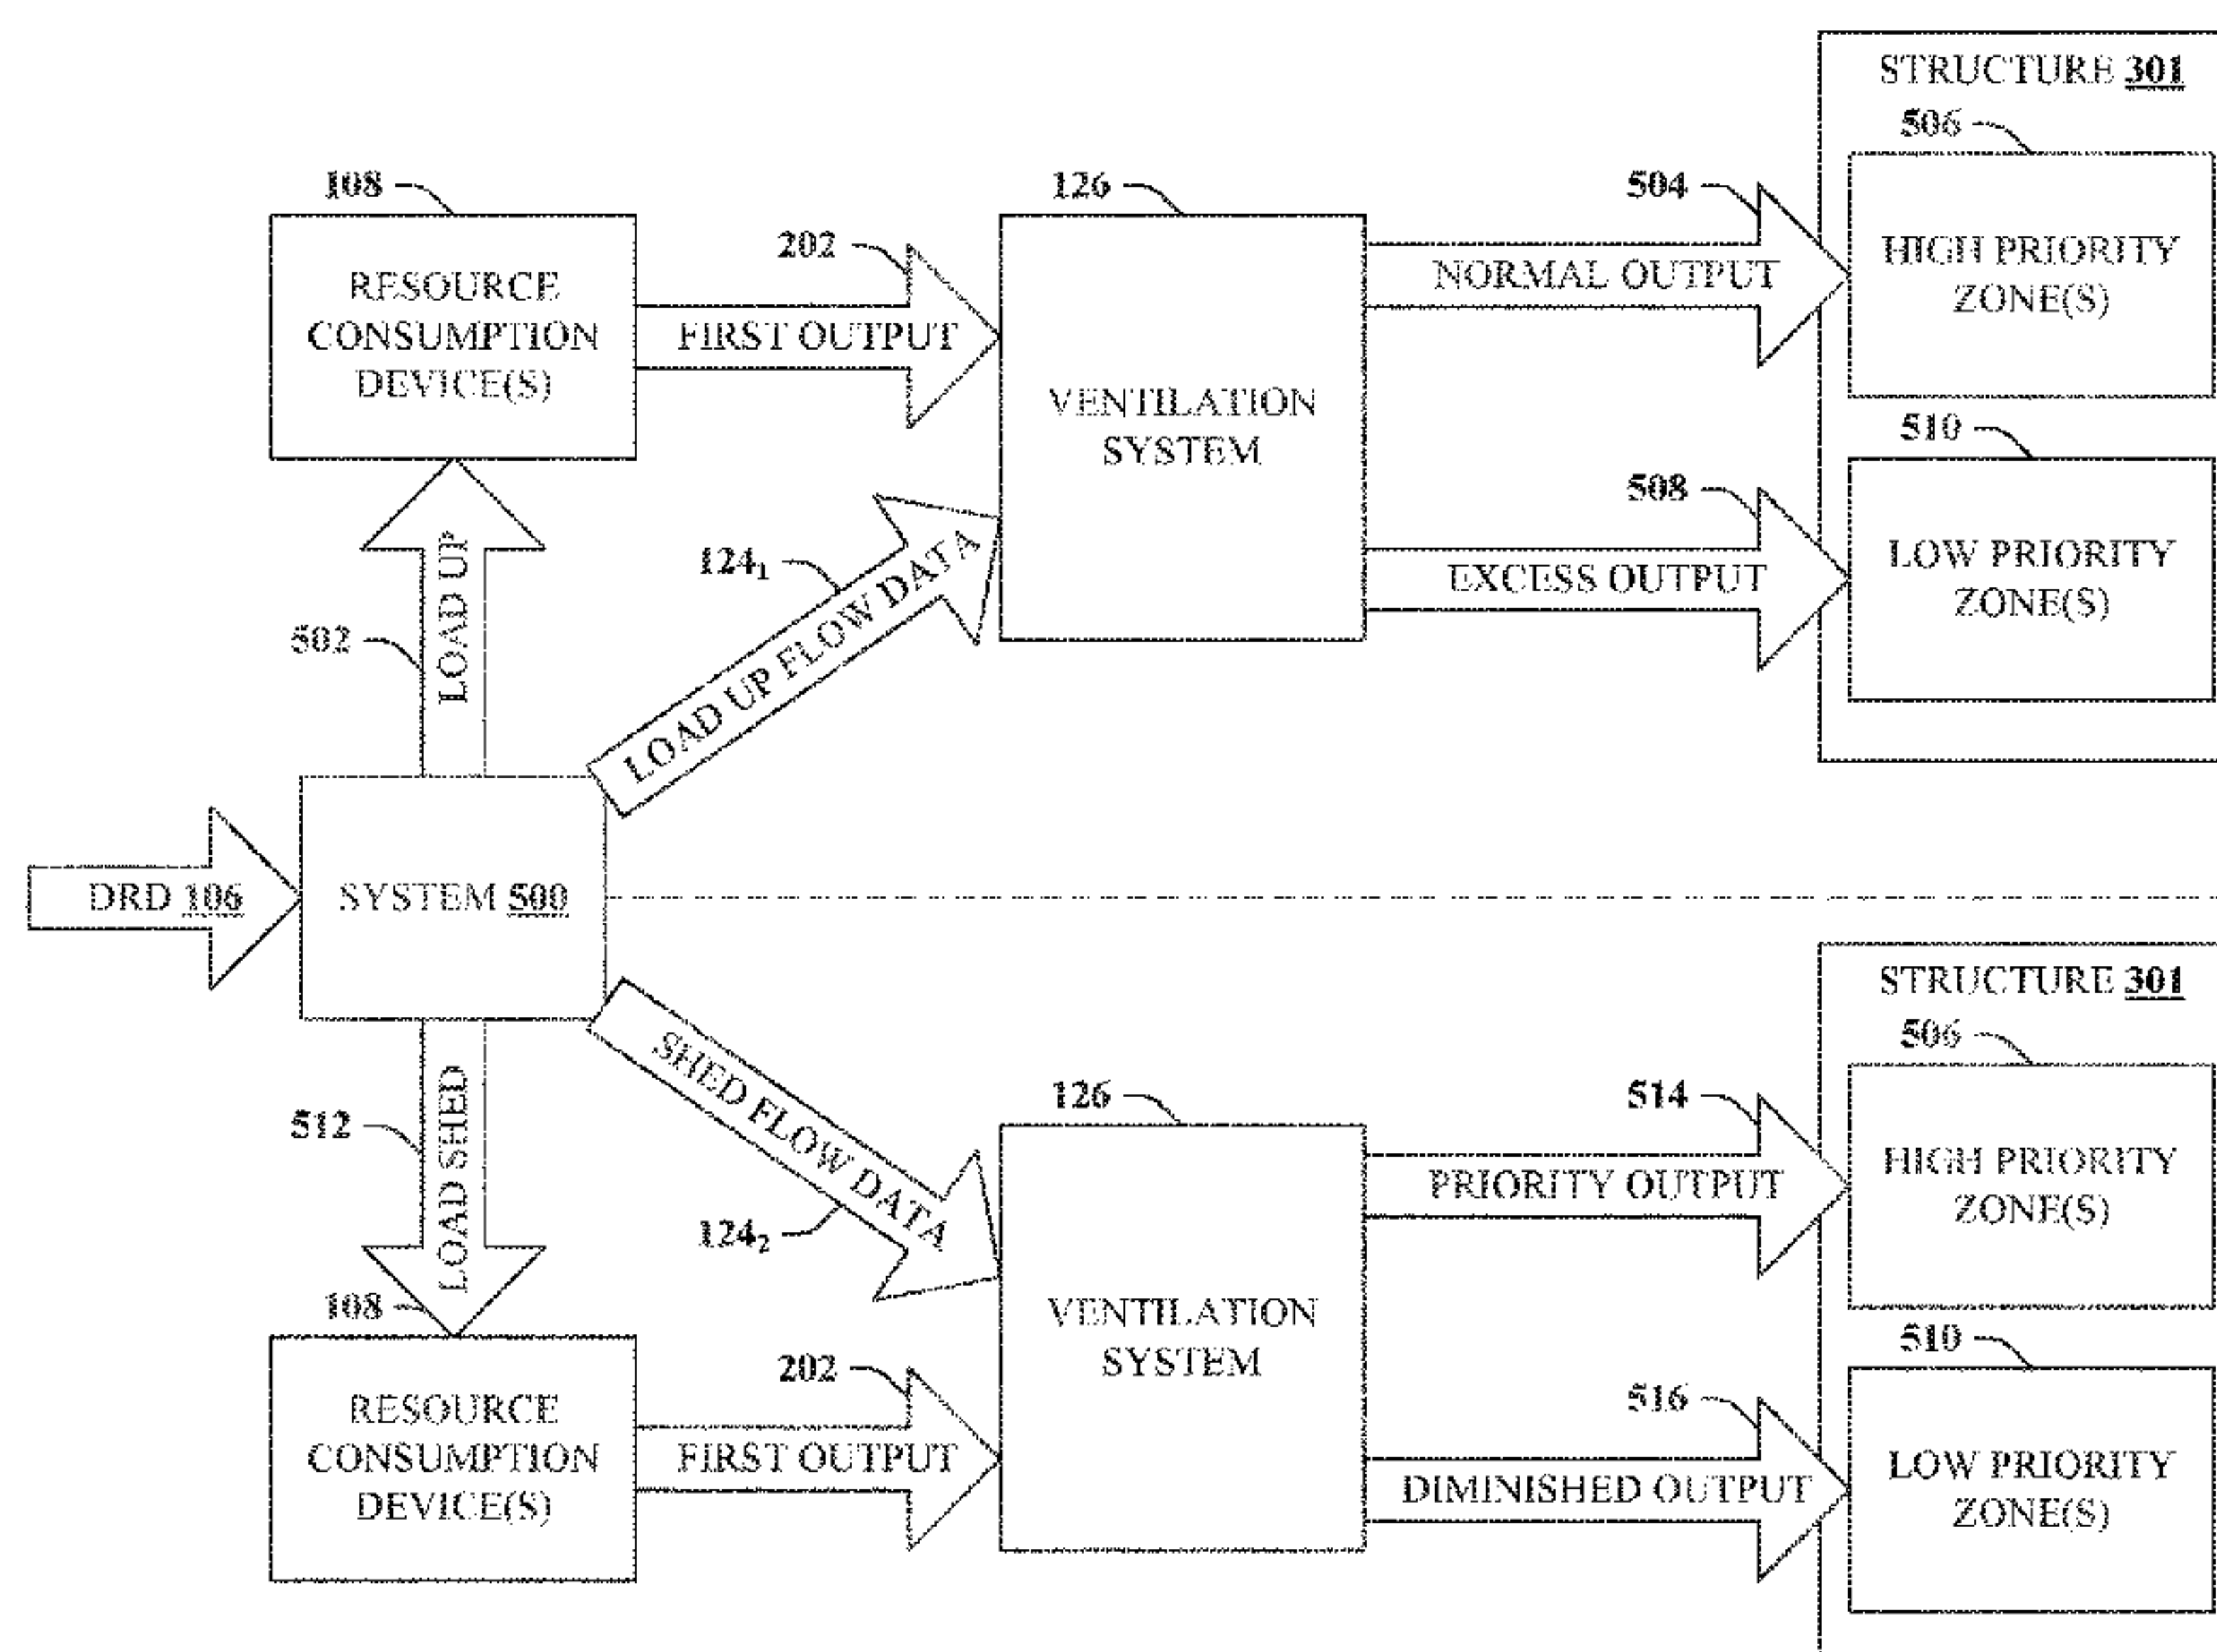 STRUCTURE 301
506
108
126
504
HIGH PRIORITY
ZONE(S)
202
NORMAL OUTPUT
RESOURCE
CONSUMPTION
DEVICE(S)
FIRST OUTPUT
VENTILATION
SYSTEM
510
508
LOW PRIORITY
ZONE(S)
EXCESS OUTPUT
124₁
LOAD UP FLOW DATA
502
LOAD UP
DRD 106
SYSTEM 500
STRUCTURE 301
506
512
LOAD SHED
SHED FLOW DATA
124₂
126
514
HIGH PRIORITY
ZONE(S)
PRIORITY OUTPUT
108
VENTILATION
SYSTEM
510
202
516
RESOURCE
CONSUMPTION
DEVICE(S)
FIRST OUTPUT
DIMINISHED OUTPUT
LOW PRIORITY
ZONE(S)